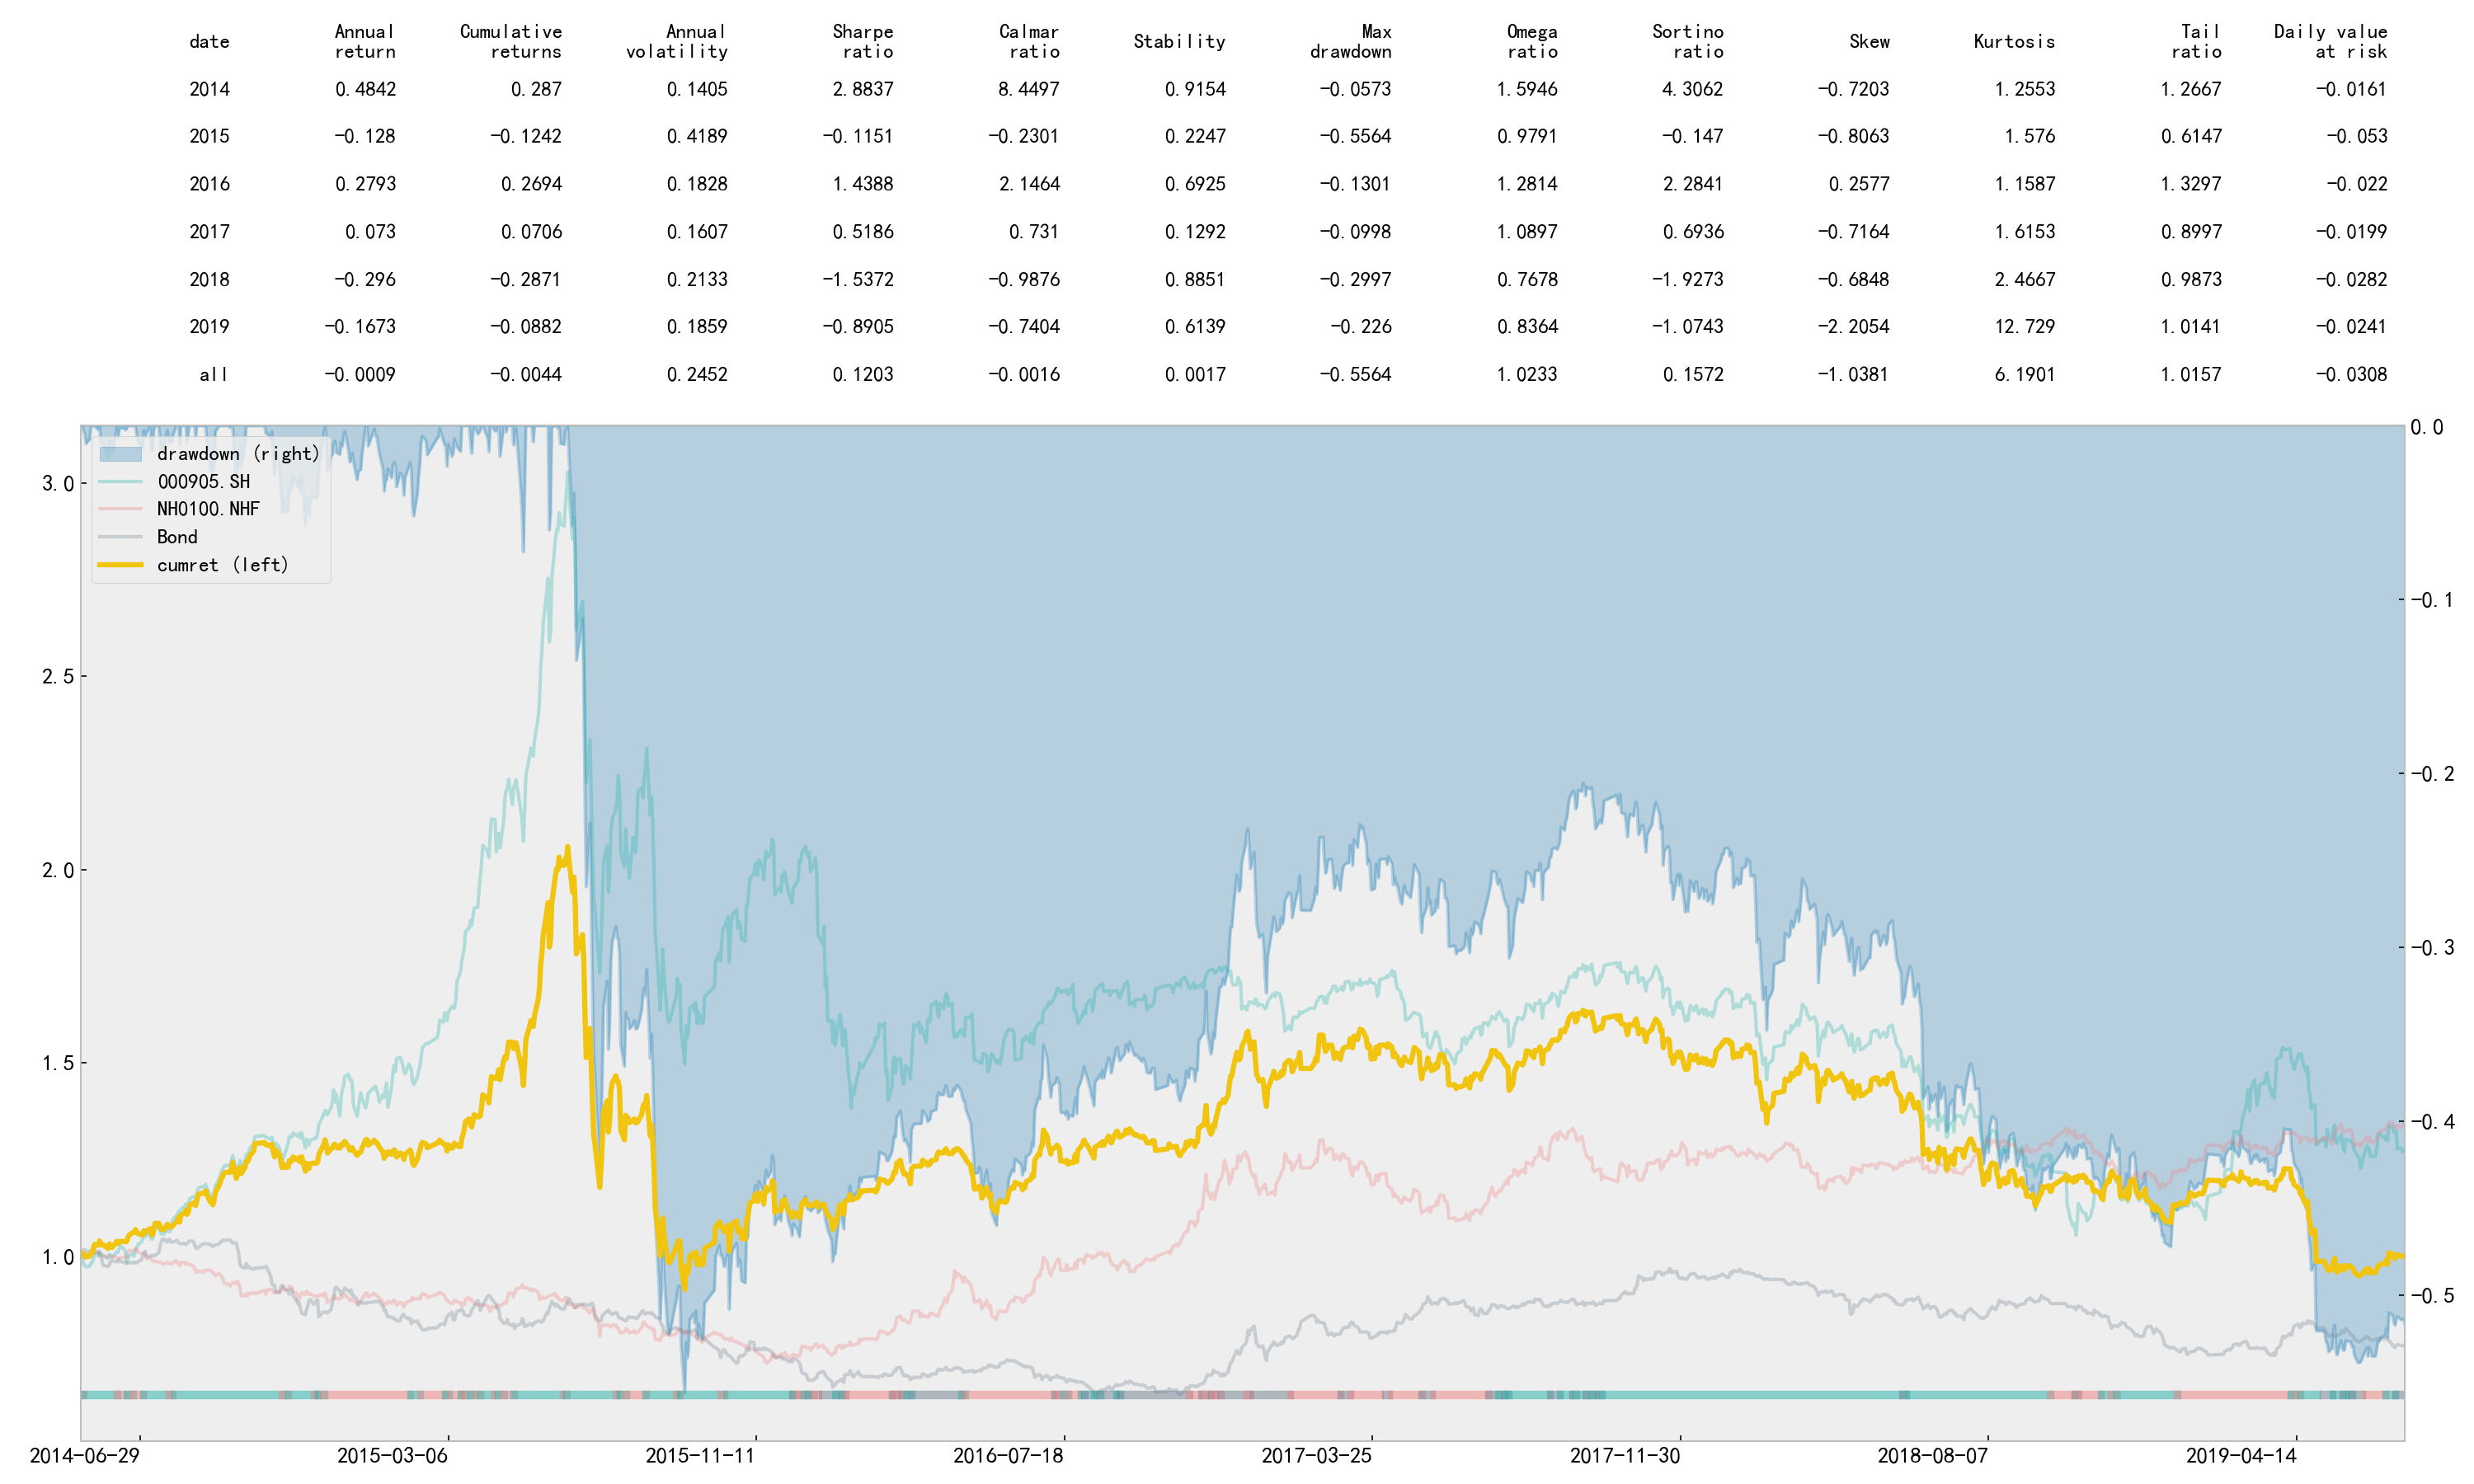 date Annual return Cumulative returns Annual volatility Sharpe ratio Calmar ratio Stability Max drawdown Omega ratio Sortino ratio Skew Kurtosis Tail ratio Daily value at risk
2014 0.4842 0.287 0.1405 2.8837 8.4497 0.9154 −0.0573 1.5946 4.3062 −0.7203 1.2553 1.2667 −0.0161
2015 −0.128 −0.1242 0.4189 −0.1151 −0.2301 0.2247 −0.5564 0.9791 −0.147 −0.8063 1.576 0.6147 −0.053
2016 0.2793 0.2694 0.1828 1.4388 2.1464 0.6925 −0.1301 1.2814 2.2841 0.2577 1.1587 1.3297 −0.022
2017 0.073 0.0706 0.1607 0.5186 0.731 0.1292 −0.0998 1.0897 0.6936 −0.7164 1.6153 0.8997 −0.0199
2018 −0.296 −0.2871 0.2133 −1.5372 −0.9876 0.8851 −0.2997 0.7678 −1.9273 −0.6848 2.4667 0.9873 −0.0282
2019 −0.1673 −0.0882 0.1859 −0.8905 −0.7404 0.6139 −0.226 0.8364 −1.0743 −2.2054 12.729 1.0141 −0.0241
all −0.0009 −0.0044 0.2452 0.1203 −0.0016 0.0017 −0.5564 1.0233 0.1572 −1.0381 6.1901 1.0157 −0.0308
drawdown (right)
000905.SH
NH0100.NHF
Bond
cumret (left)
3.0
2.5
2.0
1.5
1.0
0.0
−0.1
−0.2
−0.3
−0.4
−0.5
2014−06−29 2015−03−06 2015−11−11 2016−07−18 2017−03−25 2017−11−30 2018−08−07 2019−04−14